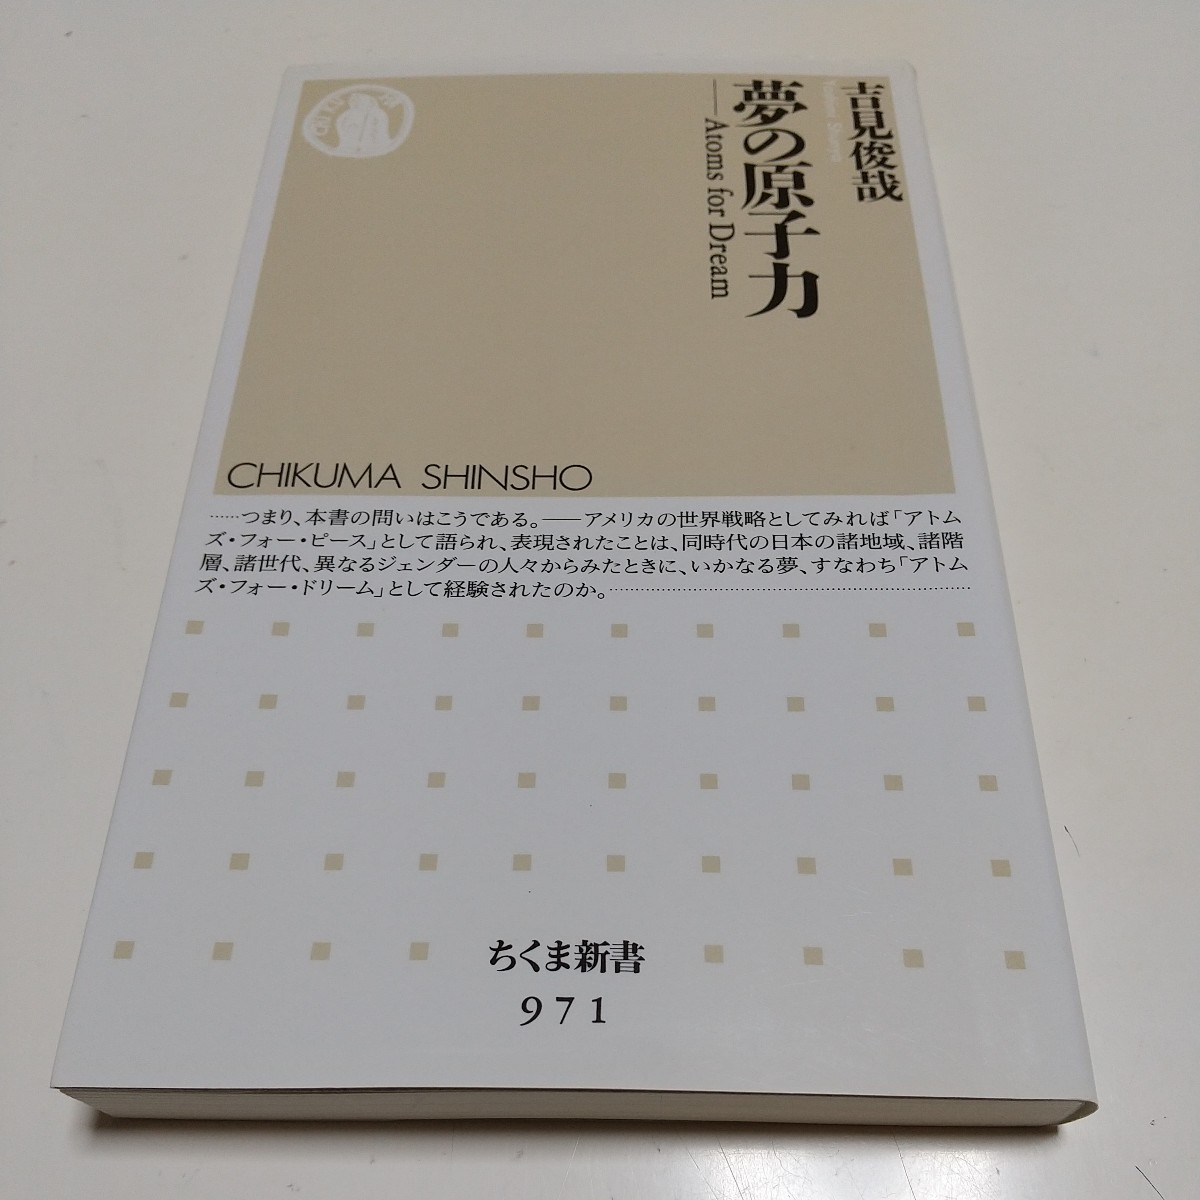 吉見俊哉
Yoshimi Shunya
夢の原子力
──Atoms for Dream
CHIKUMA SHINSHO
……つまり、本書の問いはこうである。──アメリカの世界戦略としてみれば「アトム
ズ・フォー・ピース」として語られ、表現されたことは、同時代の日本の諸地域、諸階
層、諸世代、異なるジェンダーの人々からみたときに、いかなる夢、すなわち「アトム
ズ・フォー・ドリーム」として経験されたのか。……………………………………………
ちくま新書
971